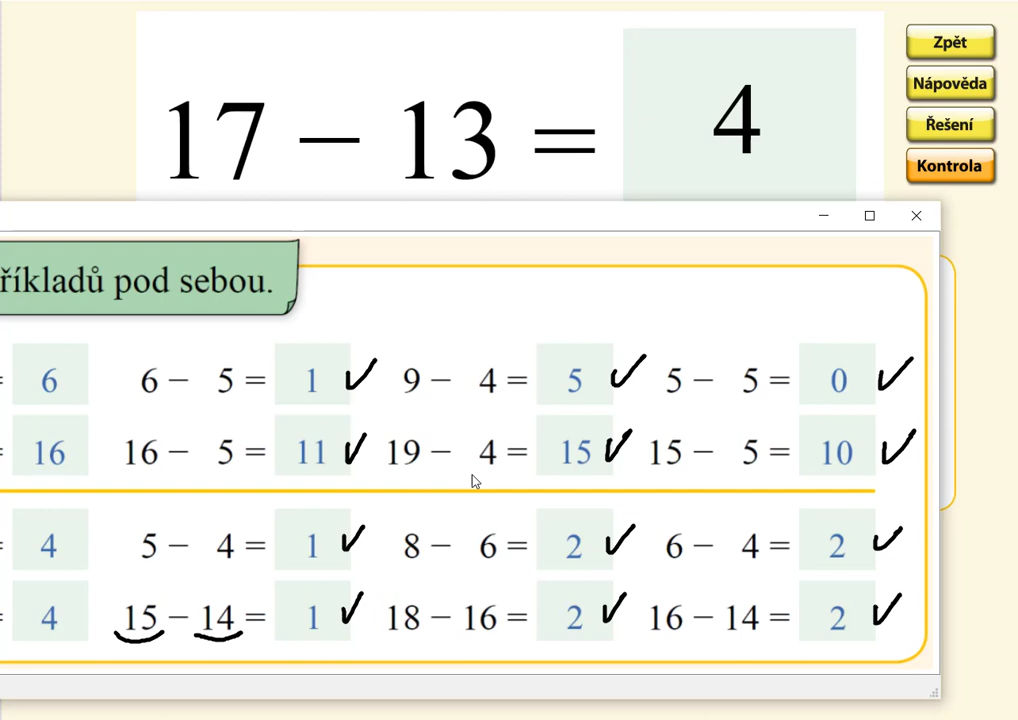 17 – 13 = 4
Zpět
Nápověda
Řešení
Kontrola
říkladů pod sebou.
= 6 6 – 5 = 1 9 – 4 = 5 5 – 5 = 0
= 16 16 – 5 = 11 19 – 4 = 15 15 – 5 = 10
= 4 5 – 4 = 1 8 – 6 = 2 6 – 4 = 2
= 4 15 – 14 = 1 18 – 16 = 2 16 – 14 = 2